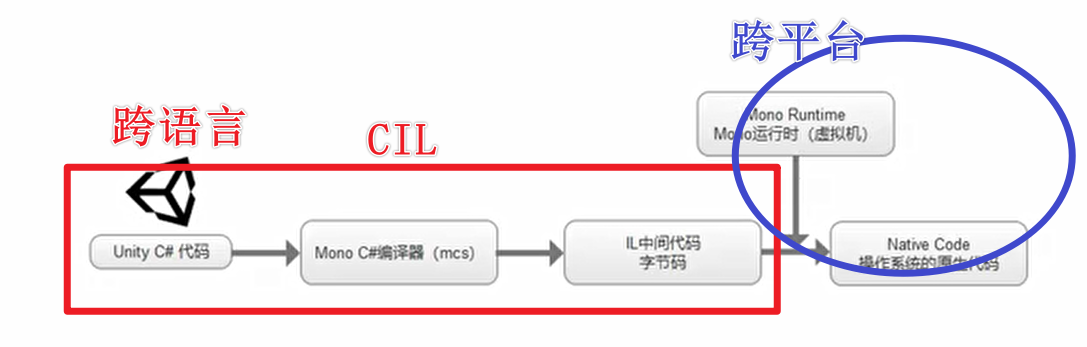 跨平台
跨语言
CIL
Mono Runtime
Mono运行时（虚拟机）
Unity C# 代码
Mono C#编译器（mcs）
IL中间代码
字节码
Native Code
操作系统的原生代码